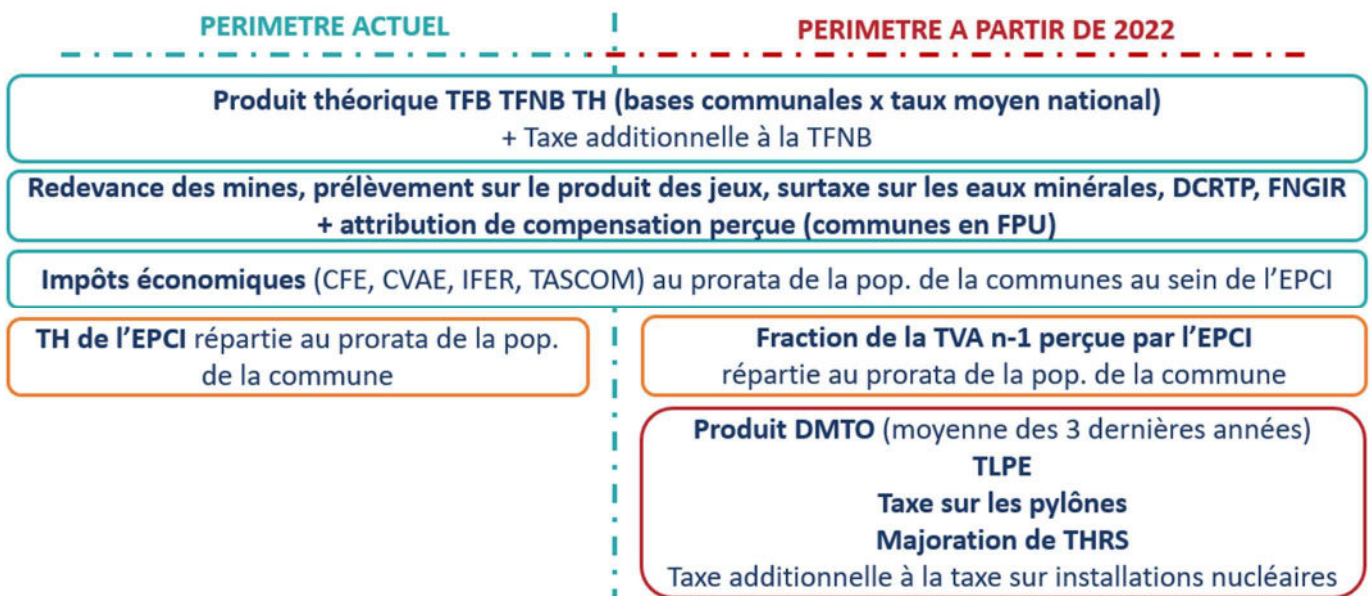 PERIMETRE ACTUEL
PERIMETRE A PARTIR DE 2022
Produit théorique TFB TFNB TH (bases communales x taux moyen national)
+ Taxe additionnelle à la TFNB
Redevance des mines, prélèvement sur le produit des jeux, surtaxe sur les eaux minérales, DCRTP, FNGIR
+ attribution de compensation perçue (communes en FPU)
Impôts économiques (CFE, CVAE, IFER, TASCOM) au prorata de la pop. de la communes au sein de l’EPCI
TH de l’EPCI répartie au prorata de la pop.
de la commune
Fraction de la TVA n-1 perçue par l’EPCI
répartie au prorata de la pop. de la commune
Produit DMTO (moyenne des 3 dernières années)
TLPE
Taxe sur les pylônes
Majoration de THRS
Taxe additionnelle à la taxe sur installations nucléaires